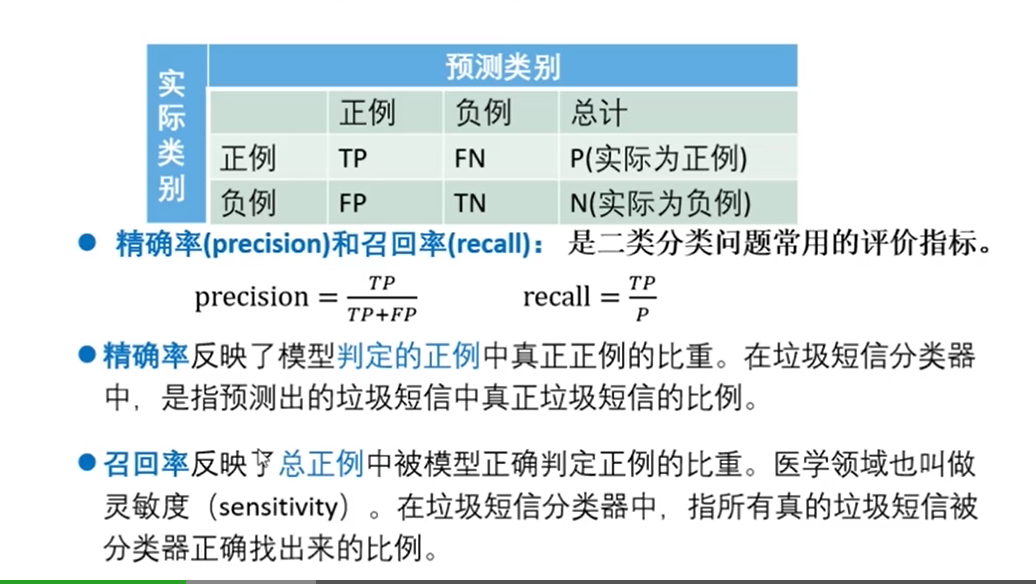 实际类别
预测类别
正例 负例 总计
正例 TP FN P(实际为正例)
负例 FP TN N(实际为负例)
● 精确率(precision)和召回率(recall)： 是二类分类问题常用的评价指标。
precision = TP / TP+FP recall = TP / P
● 精确率反映了模型判定的正例中真正正例的比重。在垃圾短信分类器
中，是指预测出的垃圾短信中真正垃圾短信的比例。
● 召回率反映了总正例中被模型正确判定正例的比重。医学领域也叫做
灵敏度（sensitivity）。在垃圾短信分类器中，指所有真的垃圾短信被
分类器正确找出来的比例。